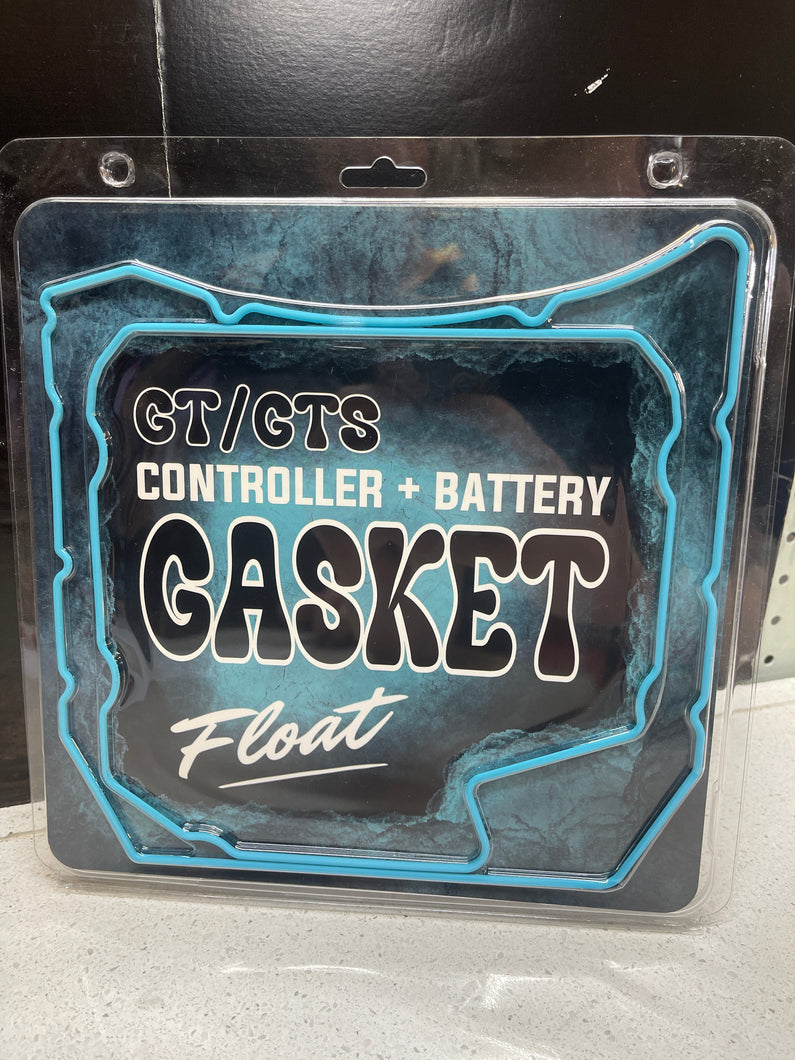 GT/GTS
CONTROLLER + BATTERY
GASKET
Float